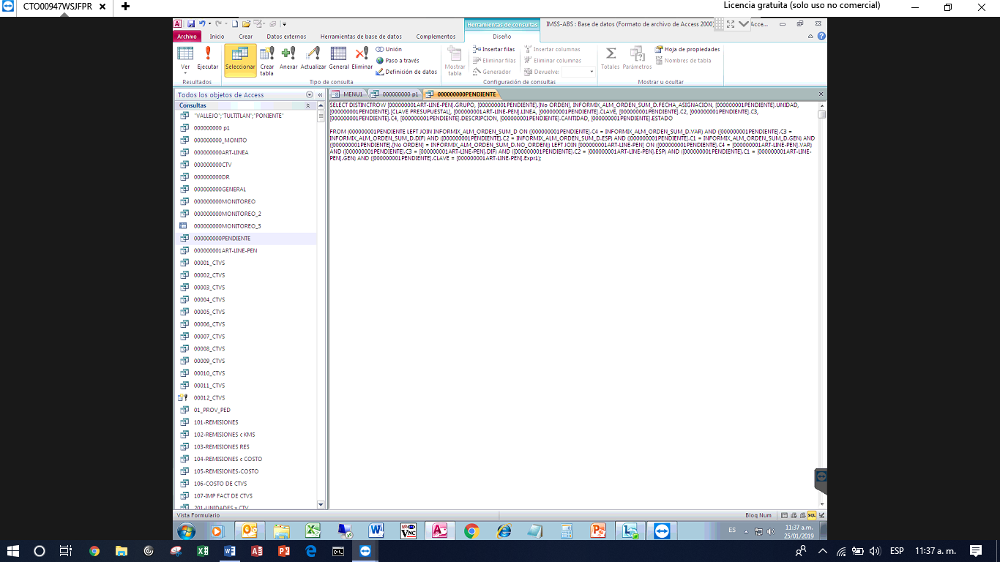 CTO00947WSJFPR
Licencia gratuita (solo uso no comercial)
Herramientas de consultas
IMSS-ABS : Base de datos (Formato de archivo de Access 2000)
Acce...
Archivo
Inicio
Crear
Datos externos
Herramientas de base de datos
Complementos
Diseño
Ver
Ejecutar
Seleccionar
Crear tabla
Anexar
Actualizar
General
Eliminar
Unión
Paso a través
Definición de datos
Mostrar tabla
Insertar filas
Eliminar filas
Generador
Insertar columnas
Eliminar columnas
Devuelve:
Totales
Parámetros
Hoja de propiedades
Nombres de tabla
Resultados
Tipo de consulta
Configuración de consultas
Mostrar u ocultar
Todos los objetos de Access
MENU1
000000000 p1
000000000PENDIENTE
Consultas
"VALLEJO";"TULTITLAN";"PONIENTE"
000000000 p1
000000000_MONITO
000000000ART-LINEA
000000000CTV
000000000DR
000000000GENERAL
000000000MONITOREO
000000000MONITOREO_2
000000000MONITOREO_3
000000000PENDIENTE
000000001ART-LINE-PEN
00001_CTVS
00002_CTVS
00003_CTVS
00004_CTVS
00005_CTVS
00006_CTVS
00007_CTVS
00008_CTVS
00009_CTVS
00010_CTVS
00011_CTVS
00012_CTVS
01_PROV_PED
101-REMISIONES
102-REMISIONES c KMS
103-REMISIONES RES
104-REMISIONES c COSTO
105-REMISIONES-COSTO
106-COSTO DE CTVS
107-IMP FACT DE CTVS
201-UNIDADES x CTV
SELECT DISTINCTROW [000000001ART-LINE-PEN].GRUPO, [000000001PENDIENTE].[No ORDEN], INFORMIX_ALM_ORDEN_SUM_D.FECHA_ASIGNACION, [000000001PENDIENTE].UNIDAD,
[000000001PENDIENTE].[CLAVE PRESUPUESTAL], [000000001ART-LINE-PEN].LINEA, [000000001PENDIENTE].CLAVE, [000000001PENDIENTE].C2, [000000001PENDIENTE].C3,
[000000001PENDIENTE].C4, [000000001PENDIENTE].DESCRIPCION, [000000001PENDIENTE].CANTIDAD, [000000001PENDIENTE].ESTADO
FROM (000000001PENDIENTE LEFT JOIN INFORMIX_ALM_ORDEN_SUM_D ON ([000000001PENDIENTE].C4 = INFORMIX_ALM_ORDEN_SUM_D.VAR) AND ([000000001PENDIENTE].C3 =
INFORMIX_ALM_ORDEN_SUM_D.DIF) AND ([000000001PENDIENTE].C2 = INFORMIX_ALM_ORDEN_SUM_D.ESP) AND ([000000001PENDIENTE].C1 = INFORMIX_ALM_ORDEN_SUM_D.GEN) AND
([000000001PENDIENTE].[No ORDEN] = INFORMIX_ALM_ORDEN_SUM_D.NO_ORDEN)) LEFT JOIN [000000001ART-LINE-PEN] ON ([000000001PENDIENTE].C4 = [000000001ART-LINE-PEN].VAR)
AND ([000000001PENDIENTE].C3 = [000000001ART-LINE-PEN].DIF) AND ([000000001PENDIENTE].C2 = [000000001ART-LINE-PEN].ESP) AND ([000000001PENDIENTE].C1 = [000000001ART-LINE-
PEN].GEN) AND ([000000001PENDIENTE].CLAVE = [000000001ART-LINE-PEN].Expr1);
Vista Formulario
Bloq Num
SQL
ES
11:37 a.m.
25/01/2019
ESP
11:37 a. m.